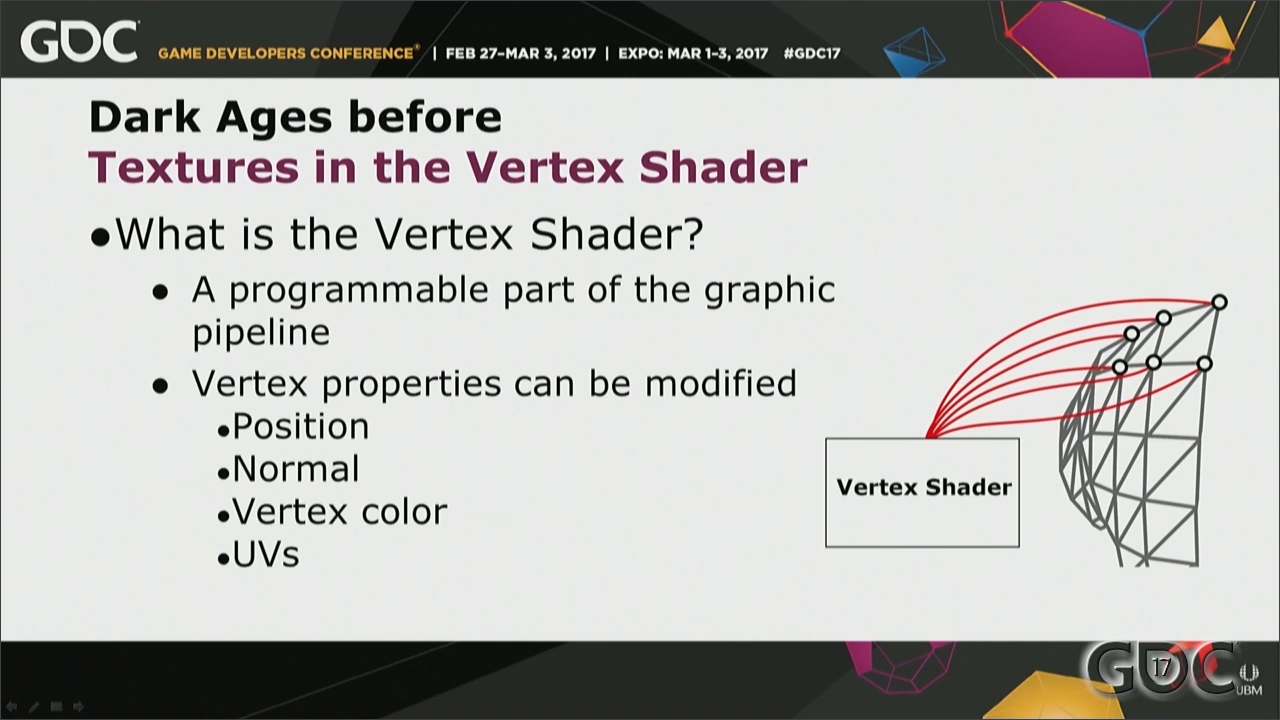 GDC GAME DEVELOPERS CONFERENCE® | FEB 27–MAR 3, 2017 | EXPO: MAR 1–3, 2017 #GDC17
Dark Ages before
Textures in the Vertex Shader
●What is the Vertex Shader?
● A programmable part of the graphic
pipeline
● Vertex properties can be modified
●Position
●Normal
●Vertex color
●UVs
Vertex Shader
GDC 17
UBM